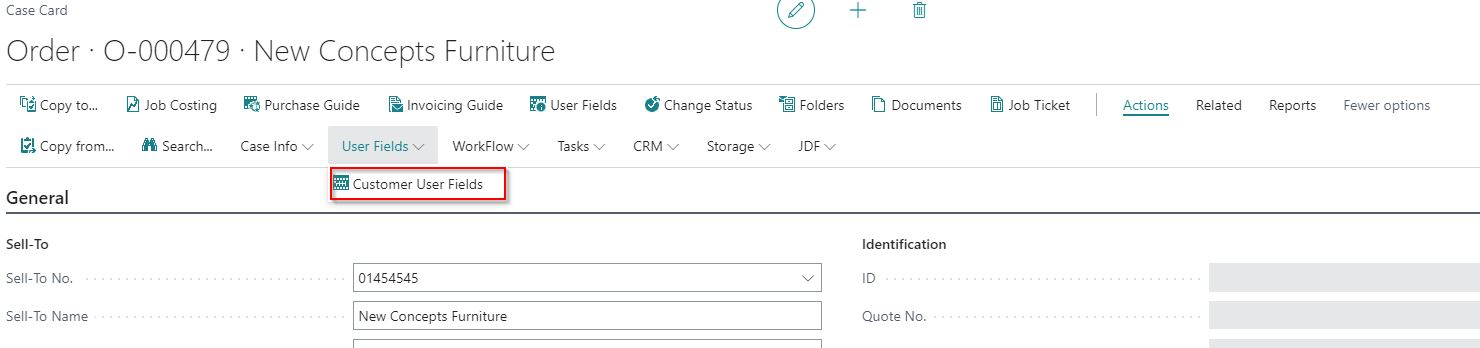 Case Card
Order · O-000479 · New Concepts Furniture
Copy to... Job Costing Purchase Guide Invoicing Guide User Fields Change Status Folders Documents Job Ticket Actions Related Reports Fewer options
Copy from... Search... Case Info User Fields WorkFlow Tasks CRM Storage JDF
Customer User Fields
General
Sell-To Identification
Sell-To No. 01454545 ID
Sell-To Name New Concepts Furniture Quote No.